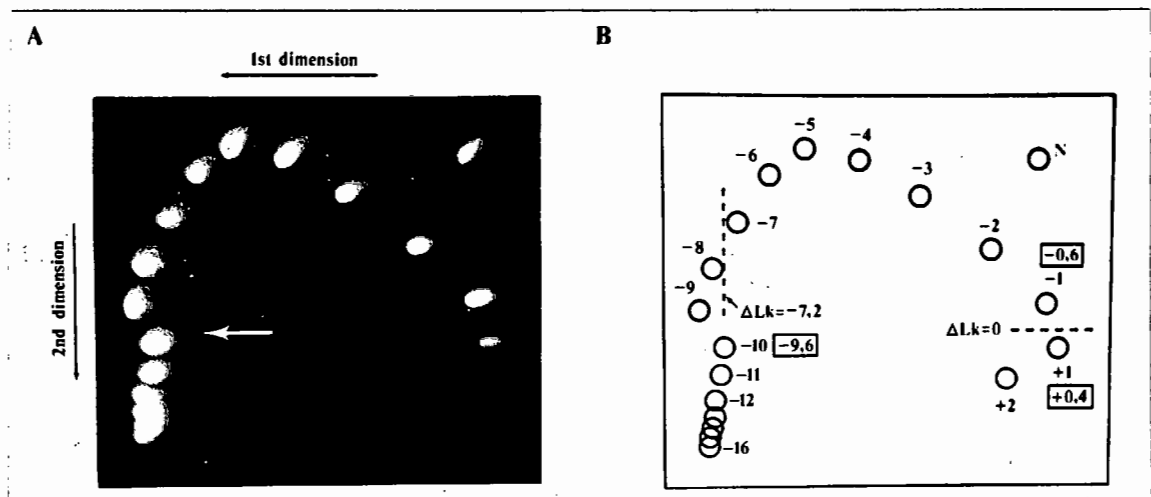 A
B
1st dimension
2nd dimension
-5
-4
N
-6
-3
-7
-2
-8
-0,6
-9
-1
ΔLk=-7,2
ΔLk=0
-10 -9,6
-11
+1
-12
+2
+0,4
-16